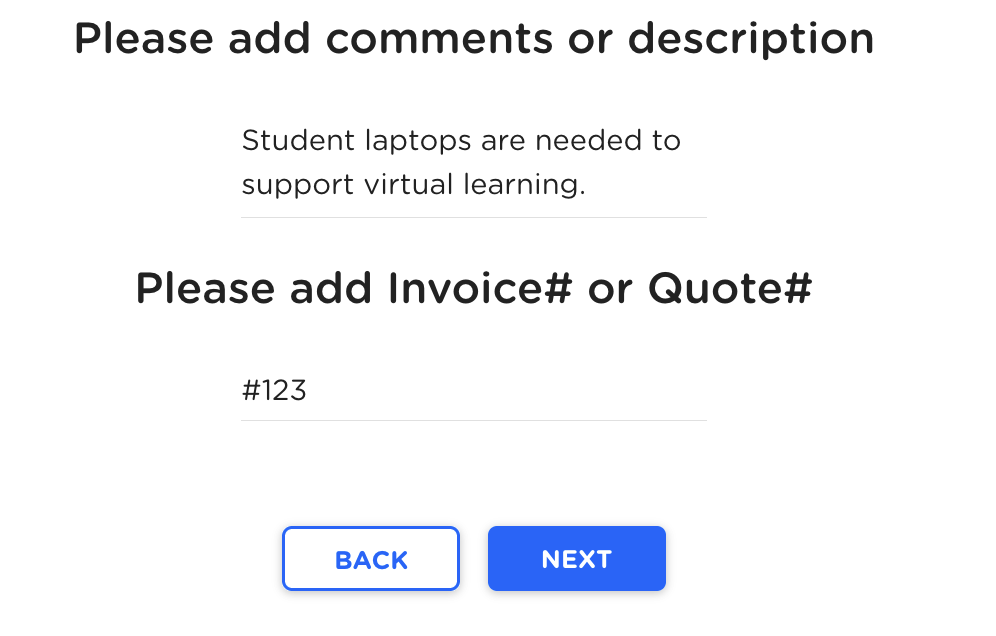 Please add comments or description
Student laptops are needed to
support virtual learning.
Please add Invoice# or Quote#
#123
BACK
NEXT